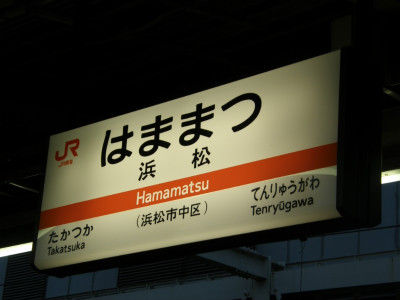 JR
はままつ
浜松
Hamamatsu
(浜松市中区)
たかつか
Takatsuka
てんりゅうがわ
Tenryūgawa